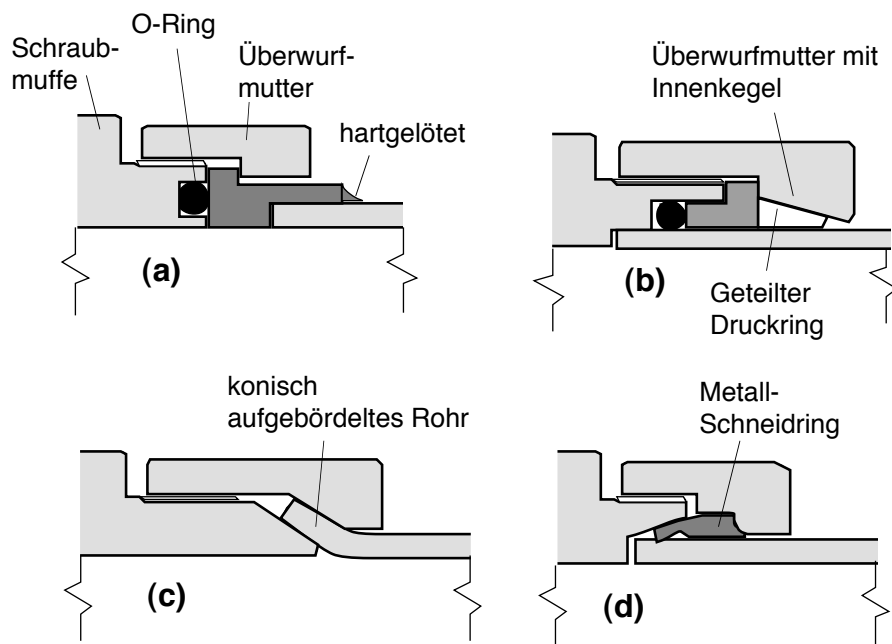 O-Ring
Schraub-
muffe
Überwurf-
mutter
hartgelötet
(a)
Überwurfmutter mit
Innenkegel
(b)
Geteilter
Druckring
konisch
aufgebördeltes Rohr
(c)
Metall-
Schneidring
(d)